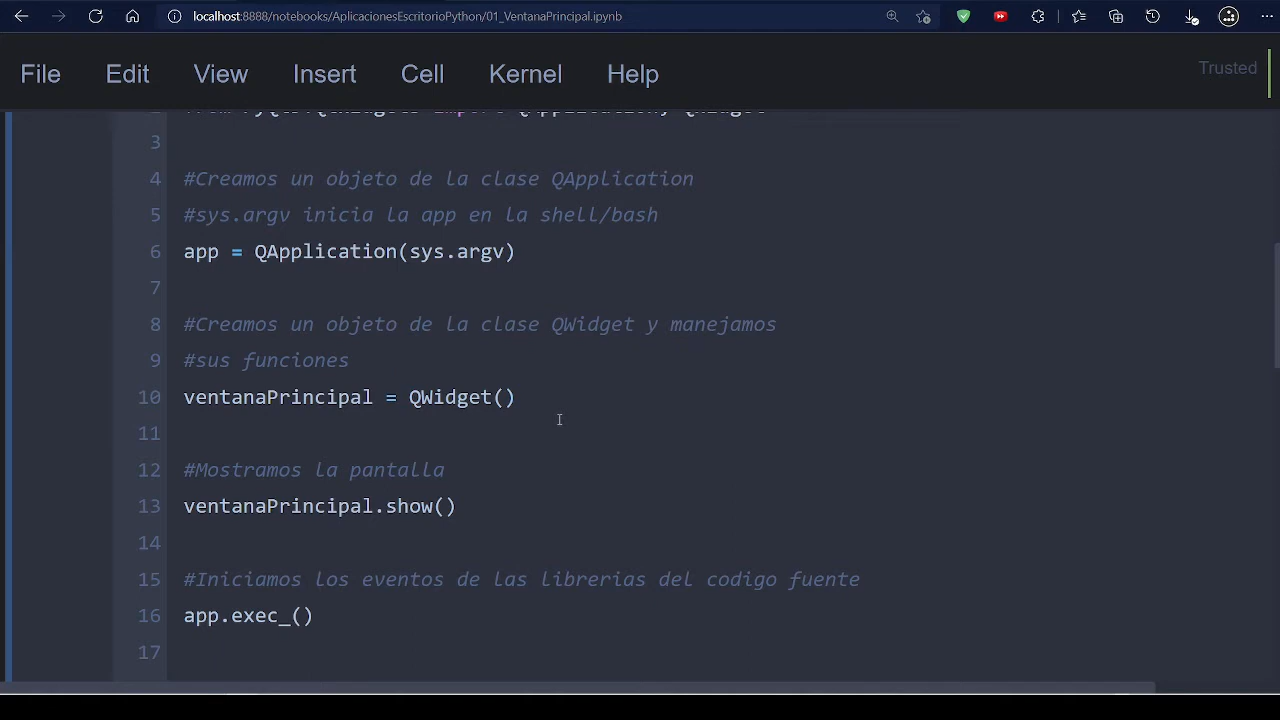 localhost:8888/notebooks/AplicacionesEscritorioPython/01_VentanaPrincipal.ipynb
File Edit View Insert Cell Kernel Help Trusted
3
4 #Creamos un objeto de la clase QApplication
5 #sys.argv inicia la app en la shell/bash
6 app = QApplication(sys.argv)
7
8 #Creamos un objeto de la clase QWidget y manejamos
9 #sus funciones
10 ventanaPrincipal = QWidget()
11
12 #Mostramos la pantalla
13 ventanaPrincipal.show()
14
15 #Iniciamos los eventos de las librerias del codigo fuente
16 app.exec_()
17